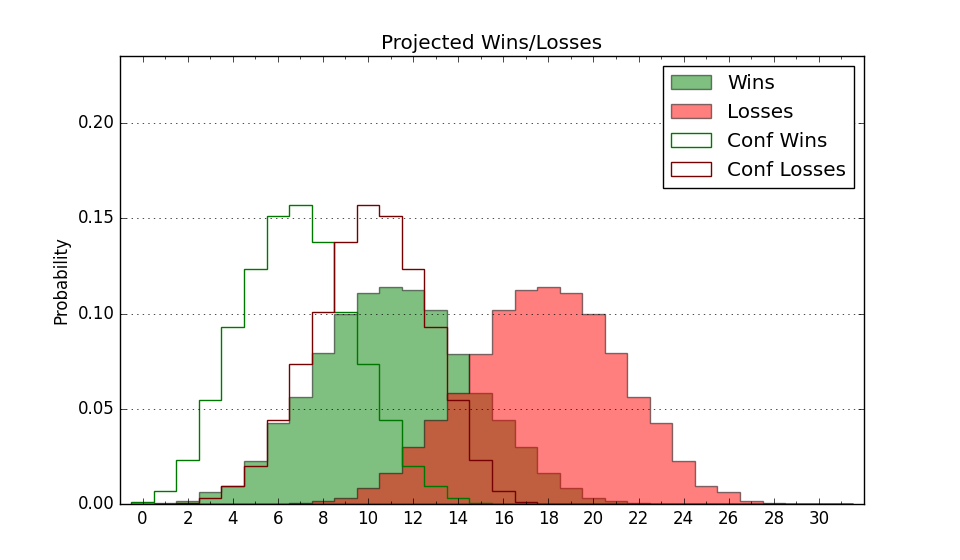 Projected Wins/Losses
Wins
Losses
Conf Wins
Conf Losses
Probability
0.20
0.15
0.10
0.05
0.00
0 2 4 6 8 10 12 14 16 18 20 22 24 26 28 30